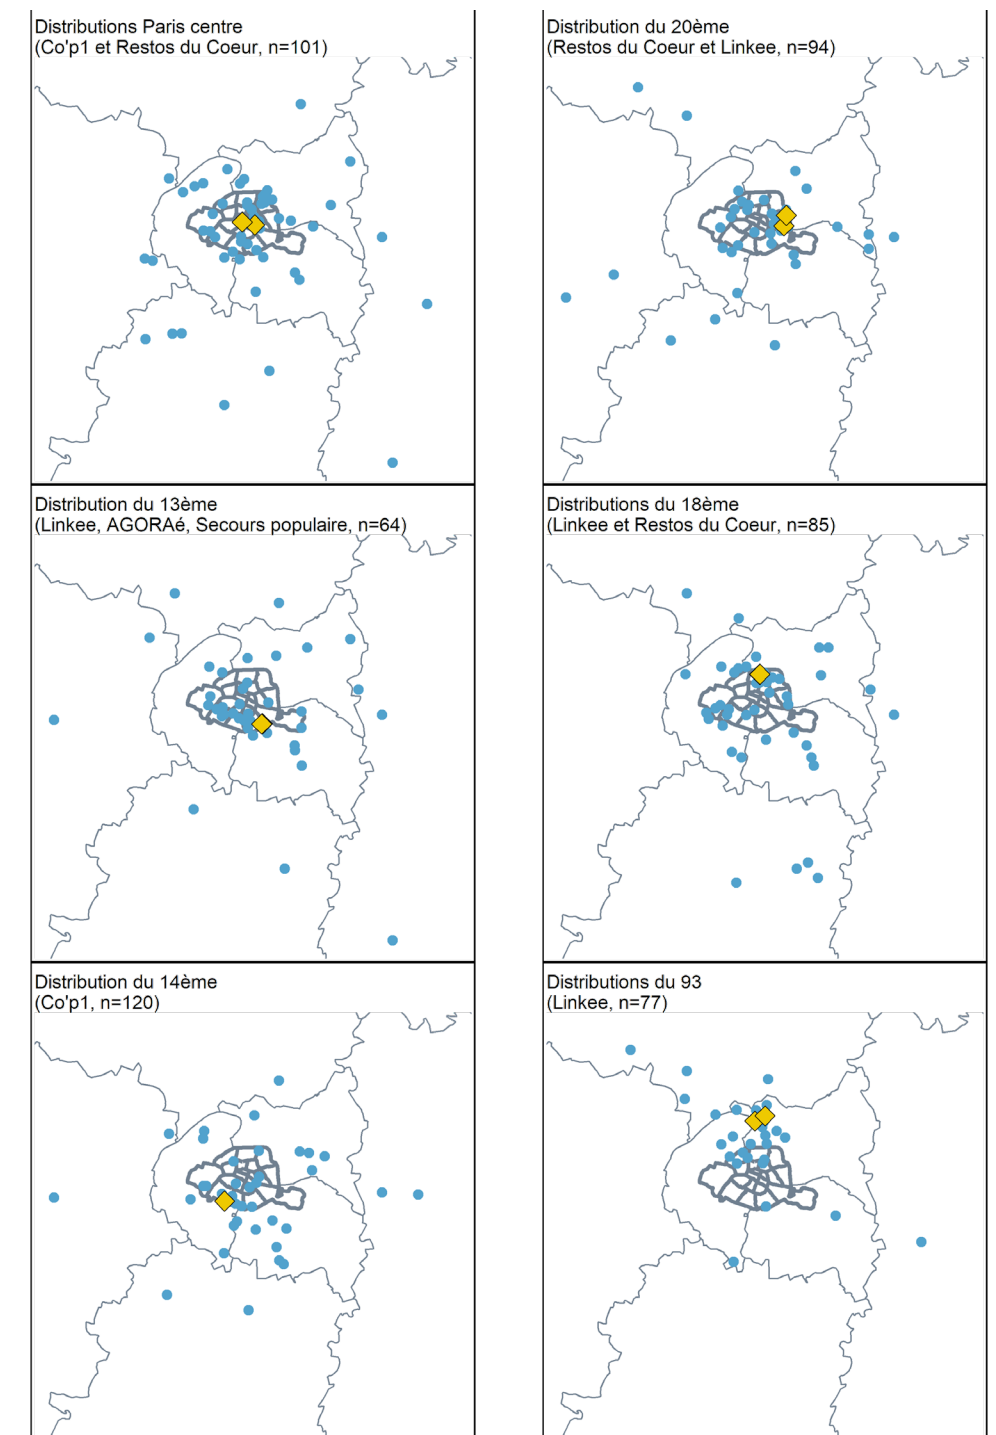 Distributions Paris centre
(Co'p1 et Restos du Coeur, n=101)
Distribution du 20ème
(Restos du Coeur et Linkee, n=94)
Distribution du 13ème
(Linkee, AGORAé, Secours populaire, n=64)
Distributions du 18ème
(Linkee et Restos du Coeur, n=85)
Distribution du 14ème
(Co'p1, n=120)
Distributions du 93
(Linkee, n=77)